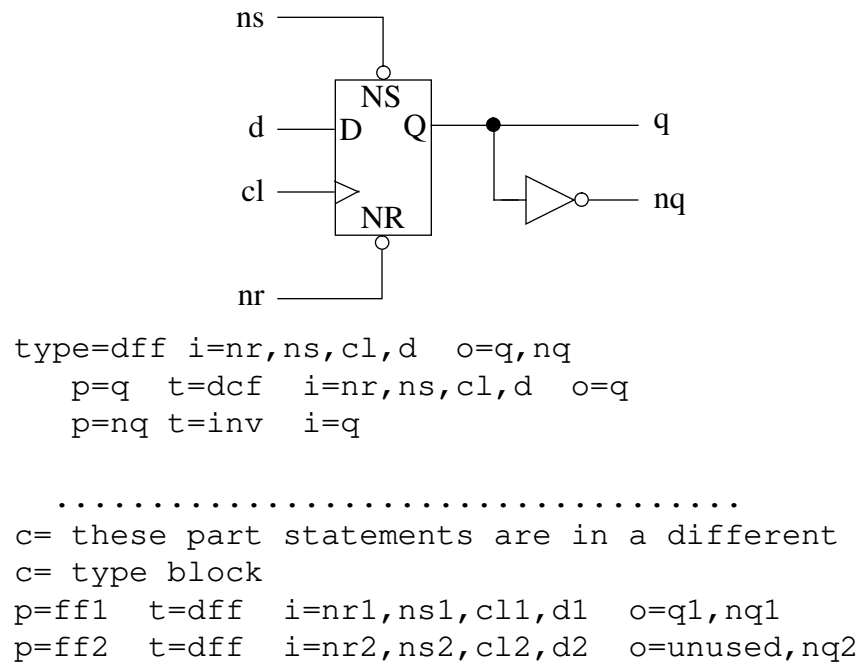 ns
NS
d D Q q
cl
nq
NR
nr
type=dff i=nr,ns,cl,d o=q,nq
p=q t=dcf i=nr,ns,cl,d o=q
p=nq t=inv i=q
....................................
c= these part statements are in a different
c= type block
p=ff1 t=dff i=nr1,ns1,cl1,d1 o=q1,nq1
p=ff2 t=dff i=nr2,ns2,cl2,d2 o=unused,nq2